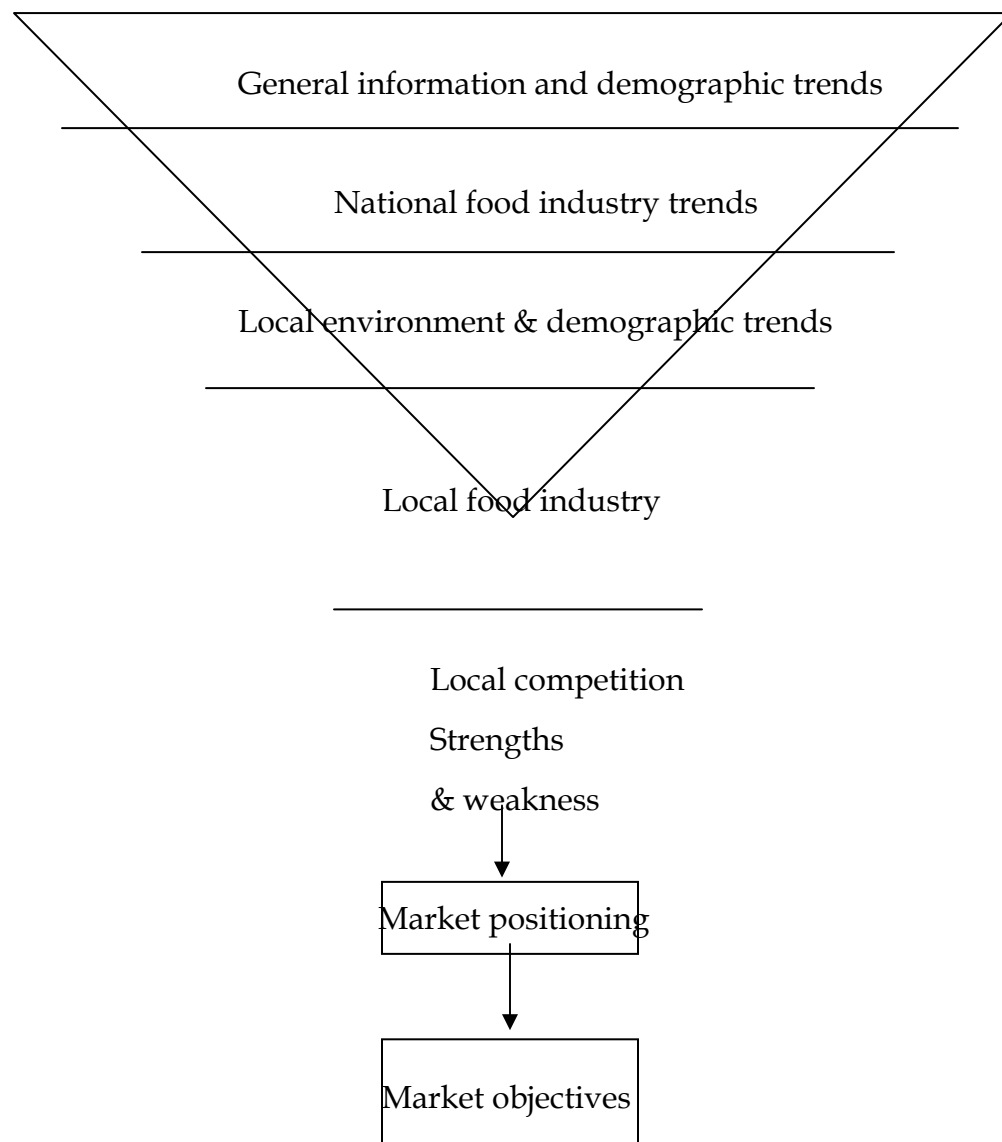 General information and demographic trends
National food industry trends
Local environment & demographic trends
Local food industry
Local competition
Strengths
& weakness
Market positioning
Market objectives